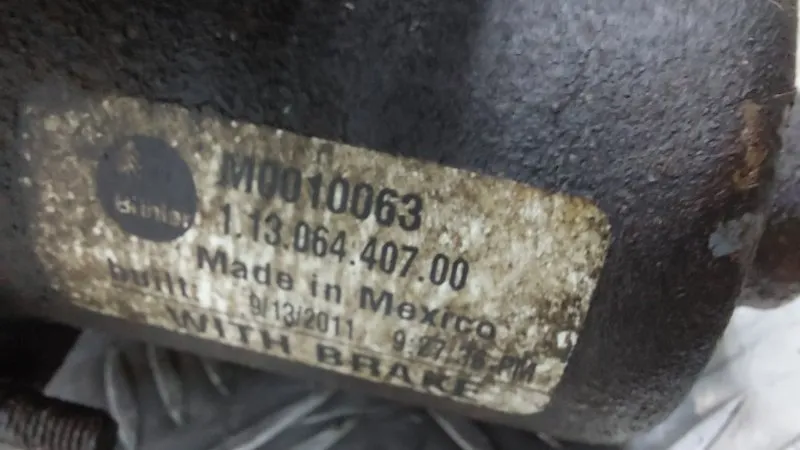 M0010063
1.13.064.407.00
Made in Mexico
built: 9/13/2011 9:27:16 PM
WITH BRAKE